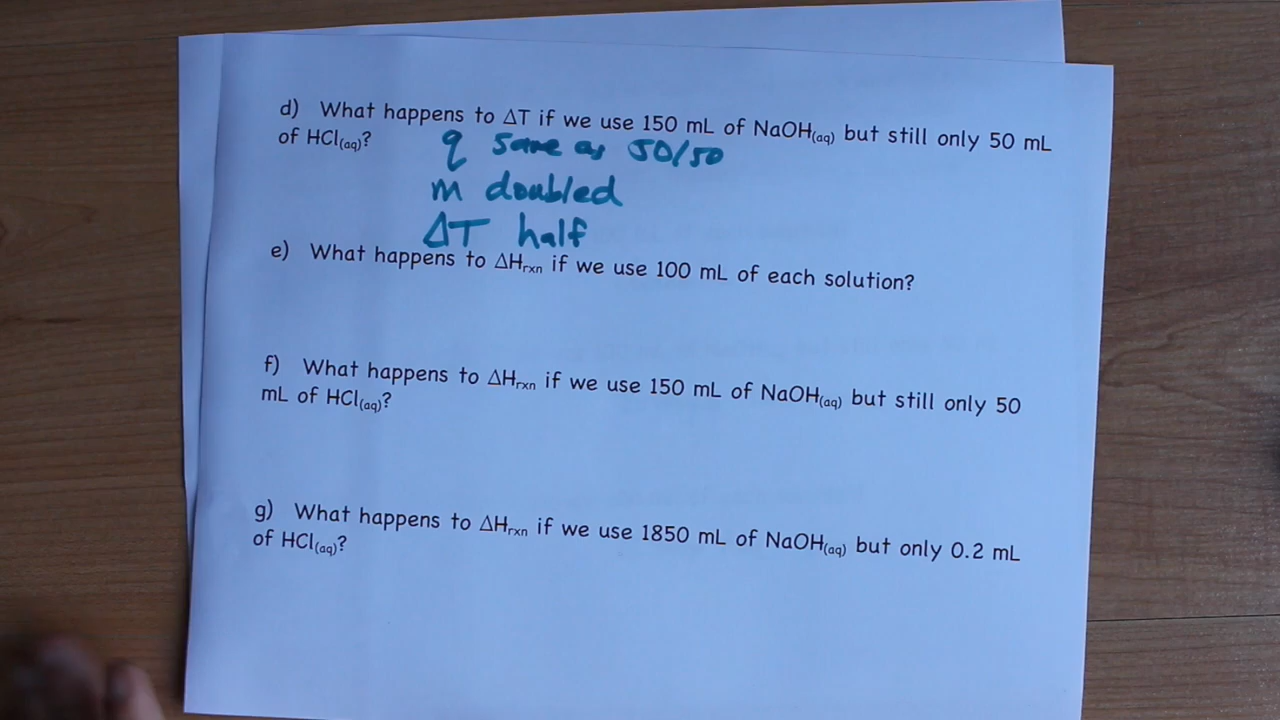 d) What happens to ΔT if we use 150 mL of NaOH(aq) but still only 50 mL
of HCl(aq)?
q same as 50/50
m doubled
ΔT half
e) What happens to ΔHrxn if we use 100 mL of each solution?
f) What happens to ΔHrxn if we use 150 mL of NaOH(aq) but still only 50
mL of HCl(aq)?
g) What happens to ΔHrxn if we use 1850 mL of NaOH(aq) but only 0.2 mL
of HCl(aq)?